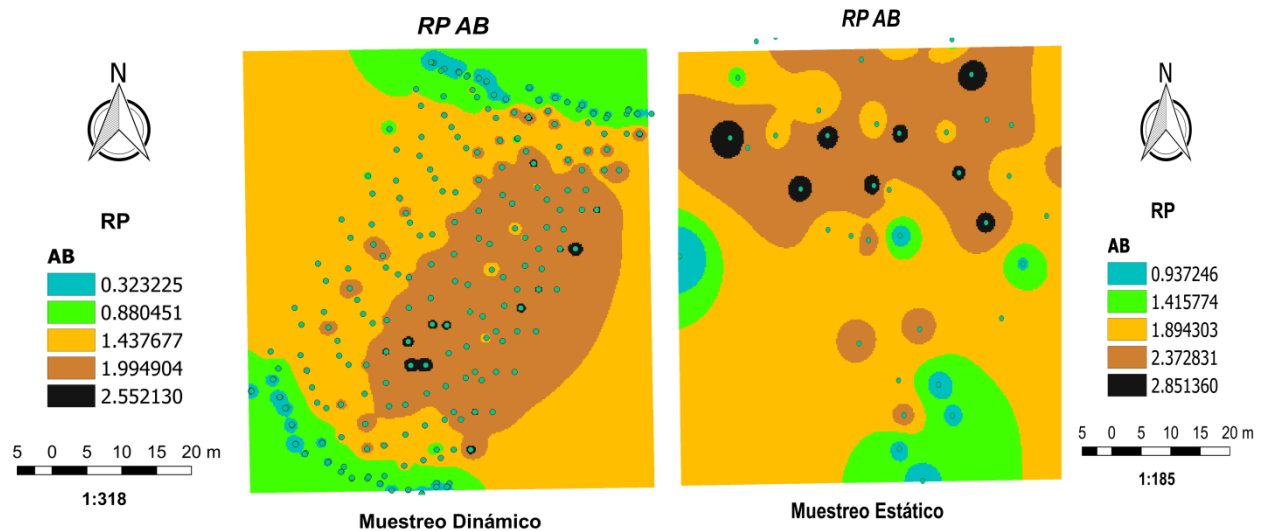 RP AB
N
RP
AB
0.323225
0.880451
1.437677
1.994904
2.552130
5 0 5 10 15 20 m
1:318
Muestreo Dinámico
RP AB
N
RP
AB
0.937246
1.415774
1.894303
2.372831
2.851360
5 0 5 10 15 20 m
1:185
Muestreo Estático